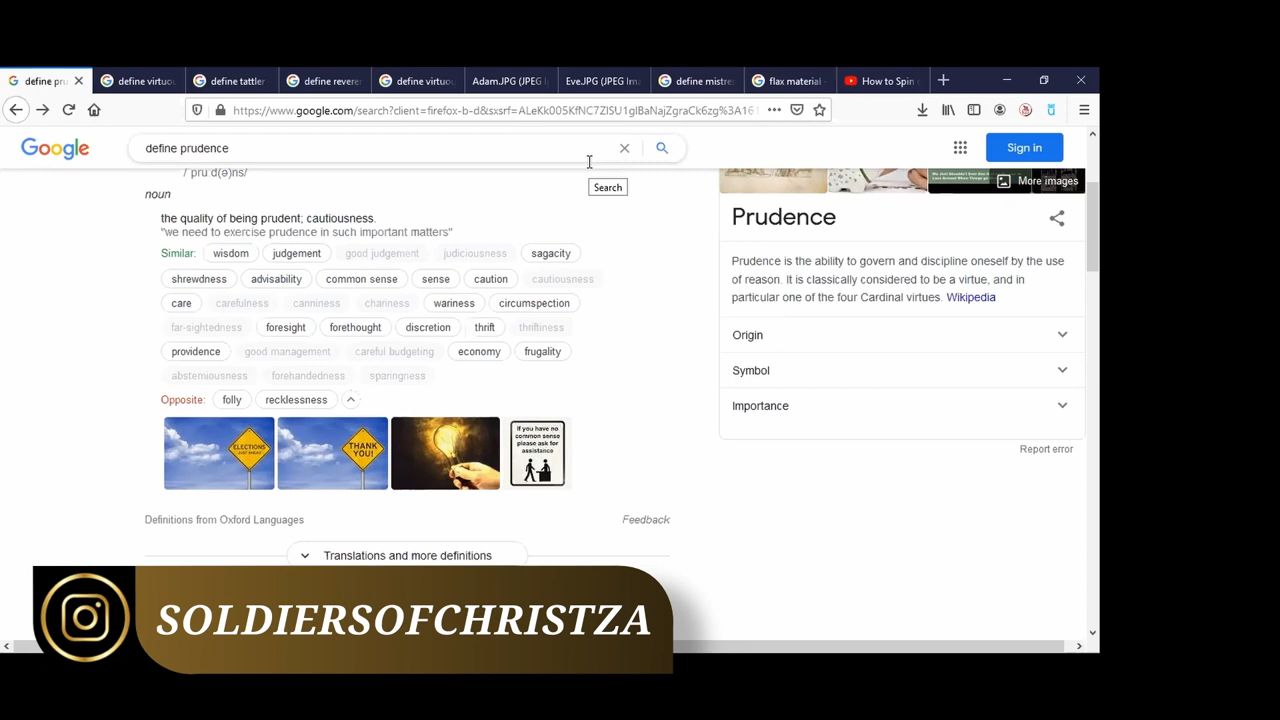 define pru
define virtuou
define tattler
define revere
define virtuo
Adam.JPG (JPEG I
Eve.JPG (JPEG Ima
define mistres
flax material -
How to Spin
https://www.google.com/search?client=firefox-b-d&sxsrf=ALeKk005KfNC7ZlSU1glBaNajZgraCk6zg%3A161
Google
define prudence
Sign in
Search
noun
More images
the quality of being prudent; cautiousness.
"we need to exercise prudence in such important matters"
Similar: wisdom judgement good judgement judiciousness sagacity
shrewdness advisability common sense sense caution cautiousness
care carefulness canniness chariness wariness circumspection
far-sightedness foresight forethought discretion thrift thriftiness
providence good management careful budgeting economy frugality
abstemiousness forehandedness sparingness
Opposite: folly recklessness
ELECTIONS
JUST AHEAD
THANK
YOU!
If you have no
common sense
please ask for
assistance
Definitions from Oxford Languages
Feedback
Translations and more definitions
Prudence
Prudence is the ability to govern and discipline oneself by the
use of reason. It is classically considered to be a virtue, and in
particular one of the four Cardinal virtues. Wikipedia
Origin
Symbol
Importance
Report error
SOLDIERSOFCHRISTZA